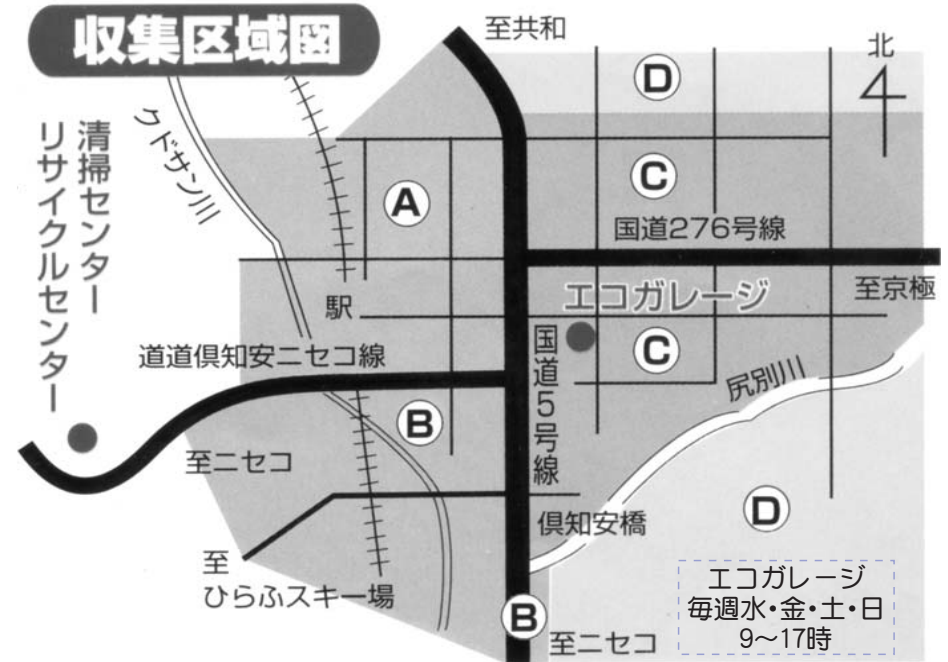 収集区域図
至共和
北
D
クドサン川
清掃センター
リサイクルセンター
A
C
国道276号線
駅
エコガレージ
至京極
道道倶知安ニセコ線
国道5号線
C
尻別川
B
至ニセコ
D
倶知安橋
至
ひらふスキー場
B
至ニセコ
エコガレージ
毎週水・金・土・日
9～17時